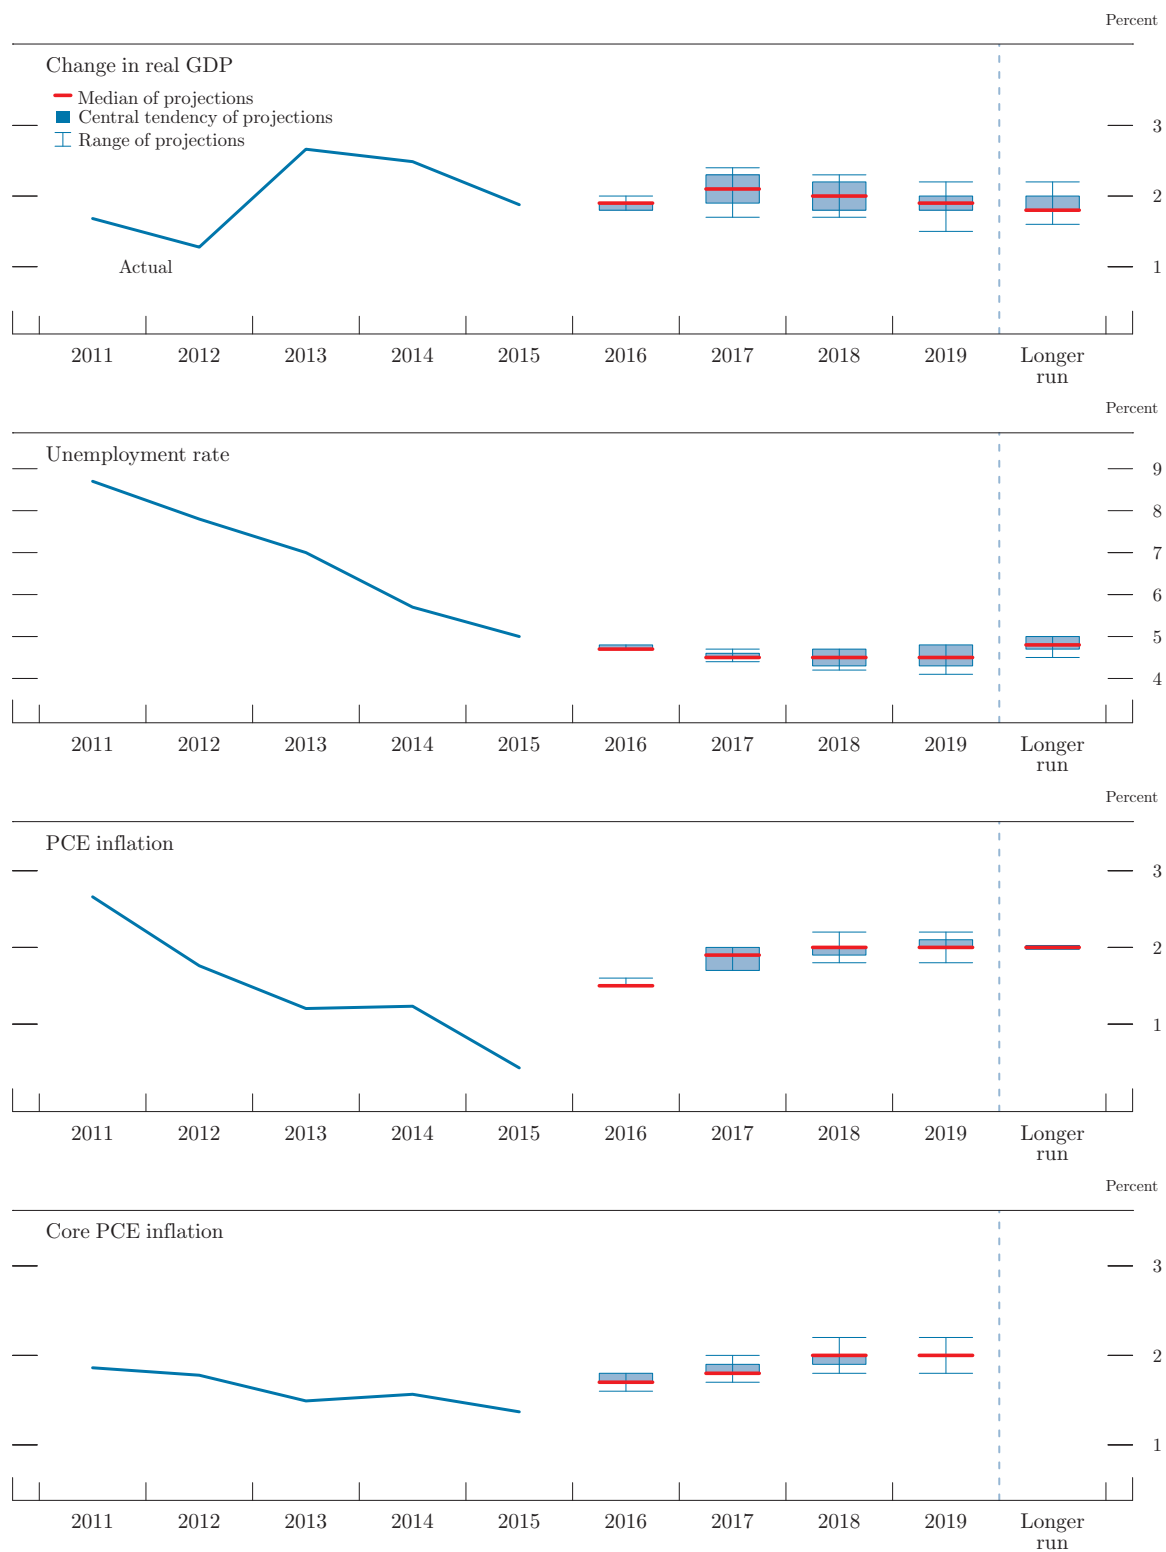 Percent
Change in real GDP
Median of projections
Central tendency of projections
Range of projections
3
2
1
Actual
2011 2012 2013 2014 2015 2016 2017 2018 2019 Longer
run
Percent
Unemployment rate
9
8
7
6
5
4
2011 2012 2013 2014 2015 2016 2017 2018 2019 Longer
run
Percent
PCE inflation
3
2
1
2011 2012 2013 2014 2015 2016 2017 2018 2019 Longer
run
Percent
Core PCE inflation
3
2
1
2011 2012 2013 2014 2015 2016 2017 2018 2019 Longer
run